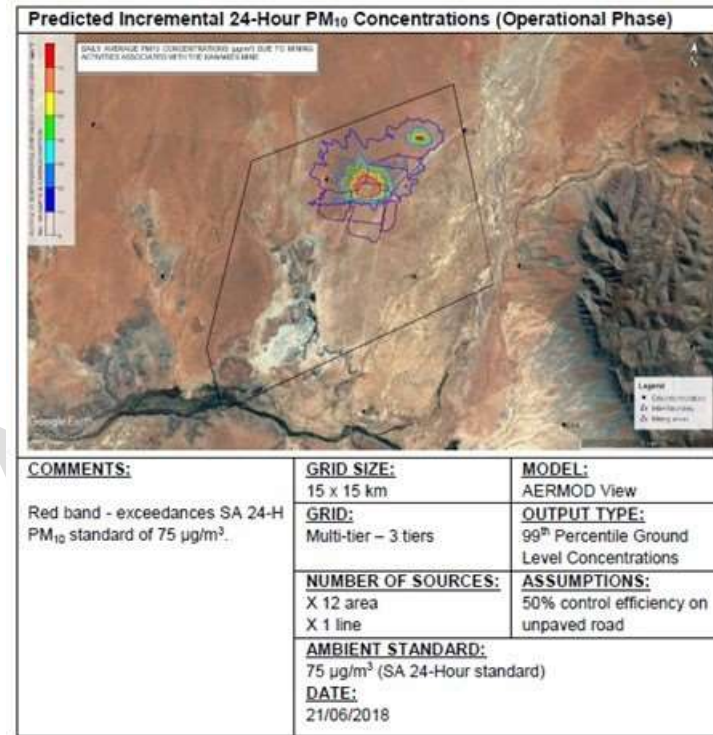 Predicted Incremental 24-Hour PM₁₀ Concentrations (Operational Phase)
DAILY AVERAGE PM10 CONCENTRATIONS (µg/m³) DUE TO MINING
ACTIVITIES ASSOCIATED WITH THE MINE
N
Legend
Mining areas
Google Earth
COMMENTS:
Red band - exceedances SA 24-H
PM₁₀ standard of 75 µg/m³.
GRID SIZE:
15 x 15 km
MODEL:
AERMOD View
GRID:
Multi-tier – 3 tiers
OUTPUT TYPE:
99th Percentile Ground
Level Concentrations
NUMBER OF SOURCES:
X 12 area
X 1 line
ASSUMPTIONS:
50% control efficiency on
unpaved road
AMBIENT STANDARD:
75 µg/m³ (SA 24-Hour standard)
DATE:
21/06/2018